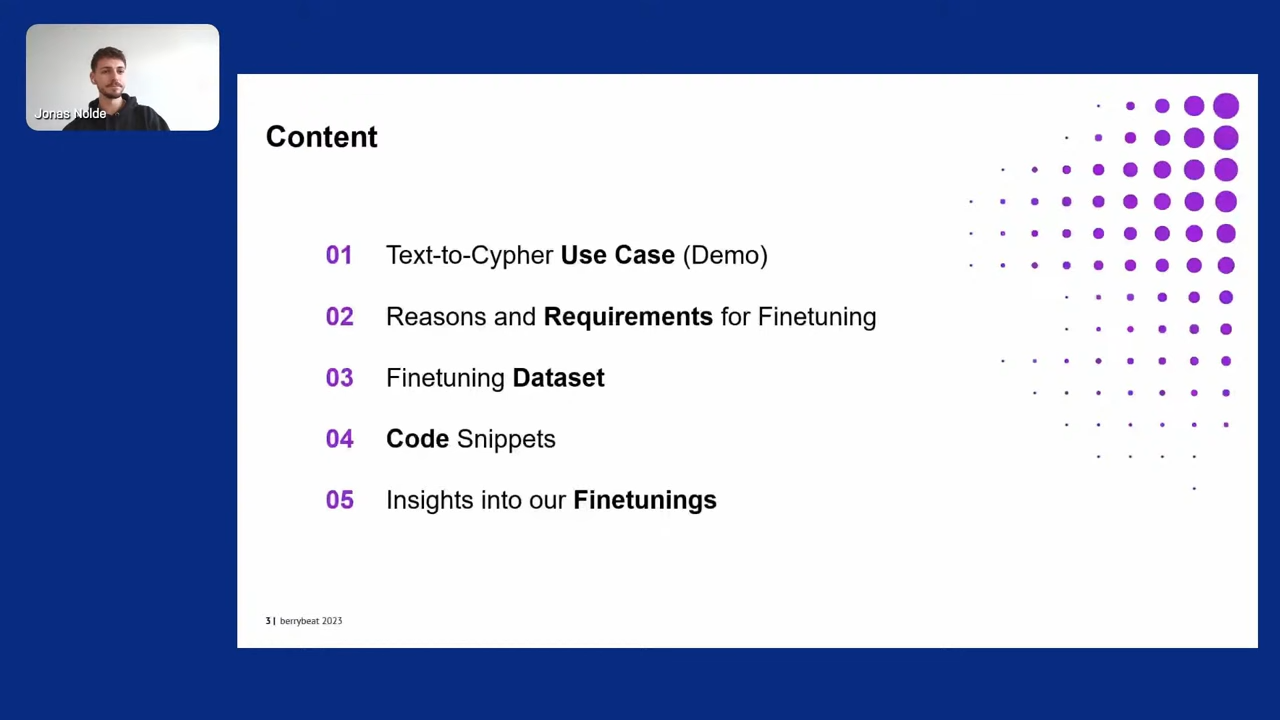 Jonas Nolde
Content
01 Text-to-Cypher Use Case (Demo)
02 Reasons and Requirements for Finetuning
03 Finetuning Dataset
04 Code Snippets
05 Insights into our Finetunings
3 | berrybeat 2023